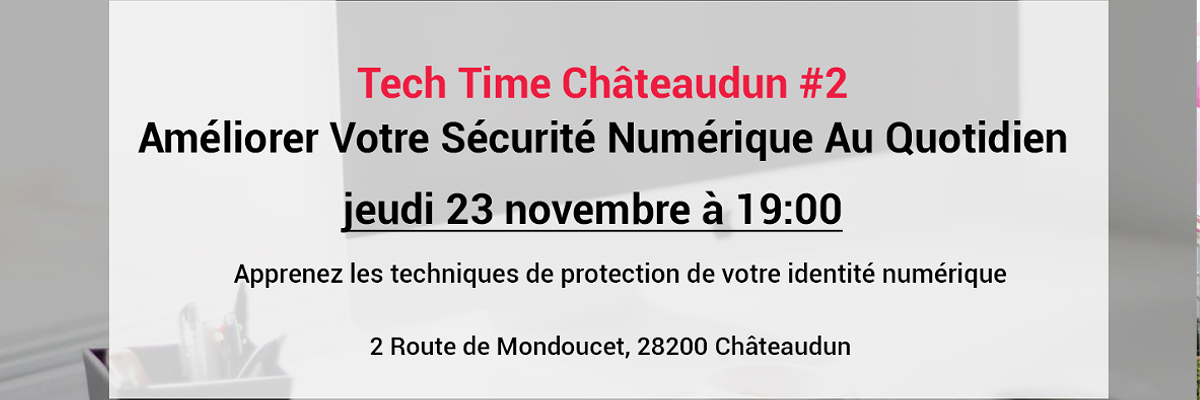 Tech Time Châteaudun #2
Améliorer Votre Sécurité Numérique Au Quotidien
jeudi 23 novembre à 19:00
Apprenez les techniques de protection de votre identité numérique
2 Route de Mondoucet, 28200 Châteaudun